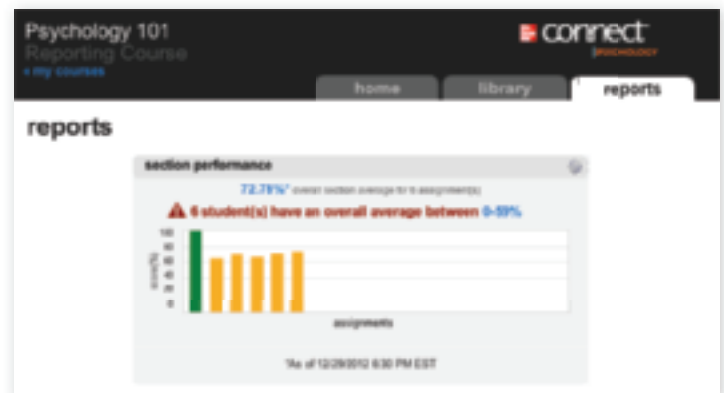 Psychology 101
Reporting Course
my courses
connect
PSYCHOLOGY
home
library
reports
reports
section performance
72.78%* overall section average for 6 assignment(s)
6 student(s) have an overall average between 0-59%
100
80
60
40
20
0
score(%)
assignments
*As of 12/29/2012 6:30 PM EST